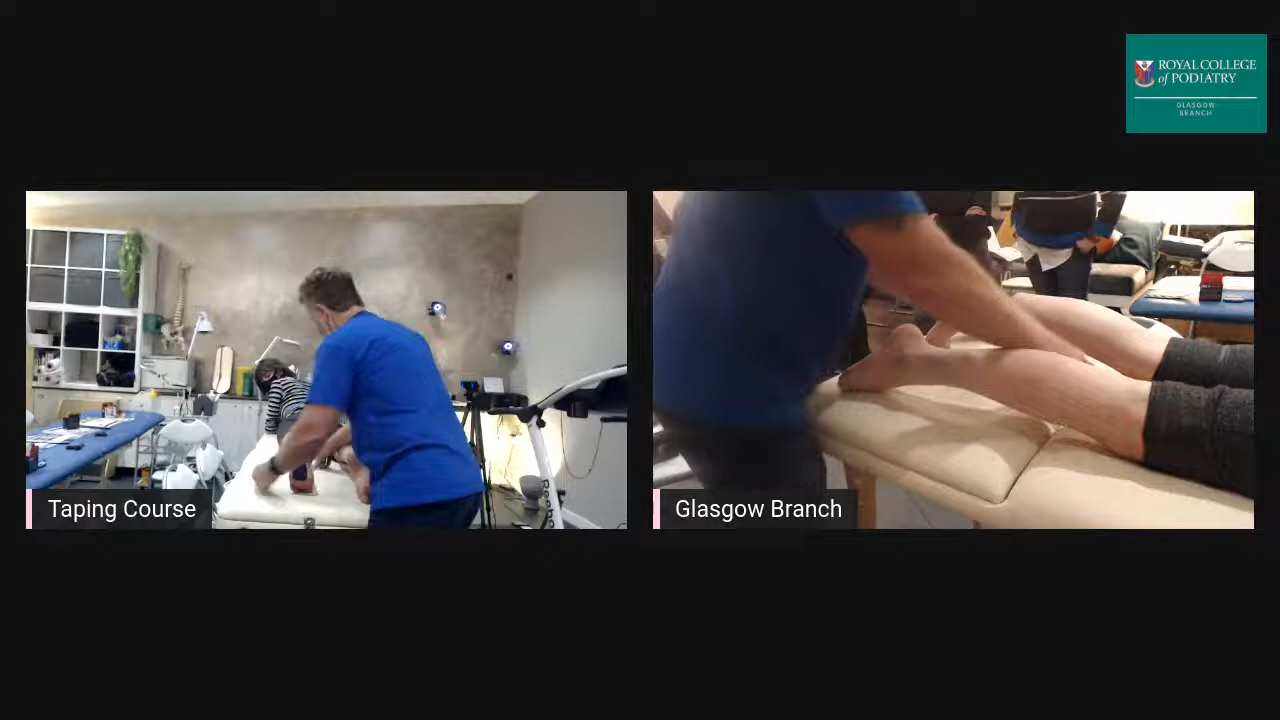 ROYAL COLLEGE
of PODIATRY
GLASGOW
BRANCH
Taping Course
Glasgow Branch